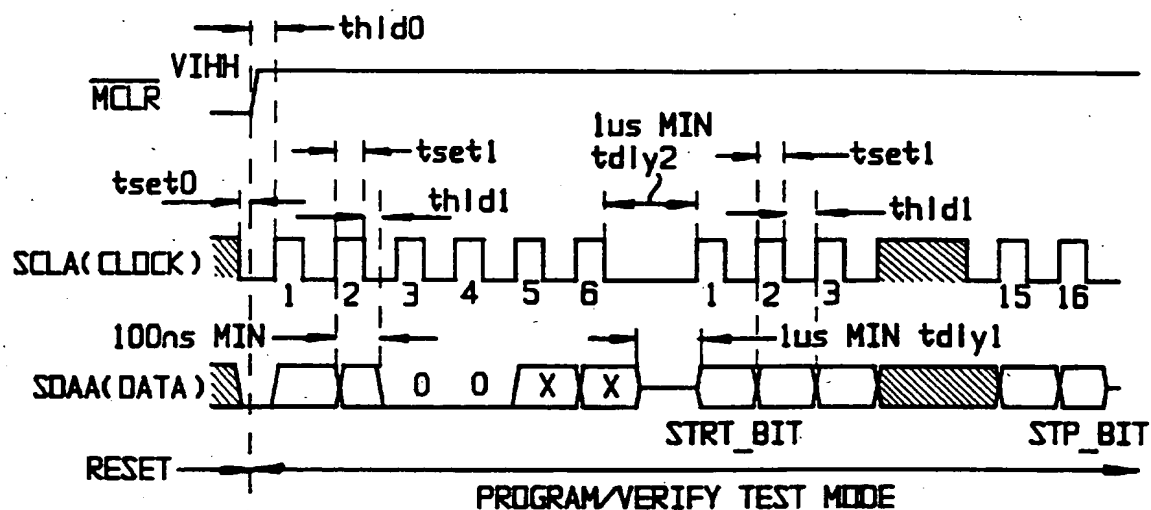 thld0
VIHH
MCLR
1us MIN
tdly2
tset1
tset1
tset0
thld1
thld1
SCLA(CLOCK)
1 2 3 4 5 6 1 2 3 15 16
100ns MIN
1us MIN tdly1
SDAA(DATA)
0 0 X X
STRT_BIT
STP_BIT
RESET
PROGRAM/VERIFY TEST MODE